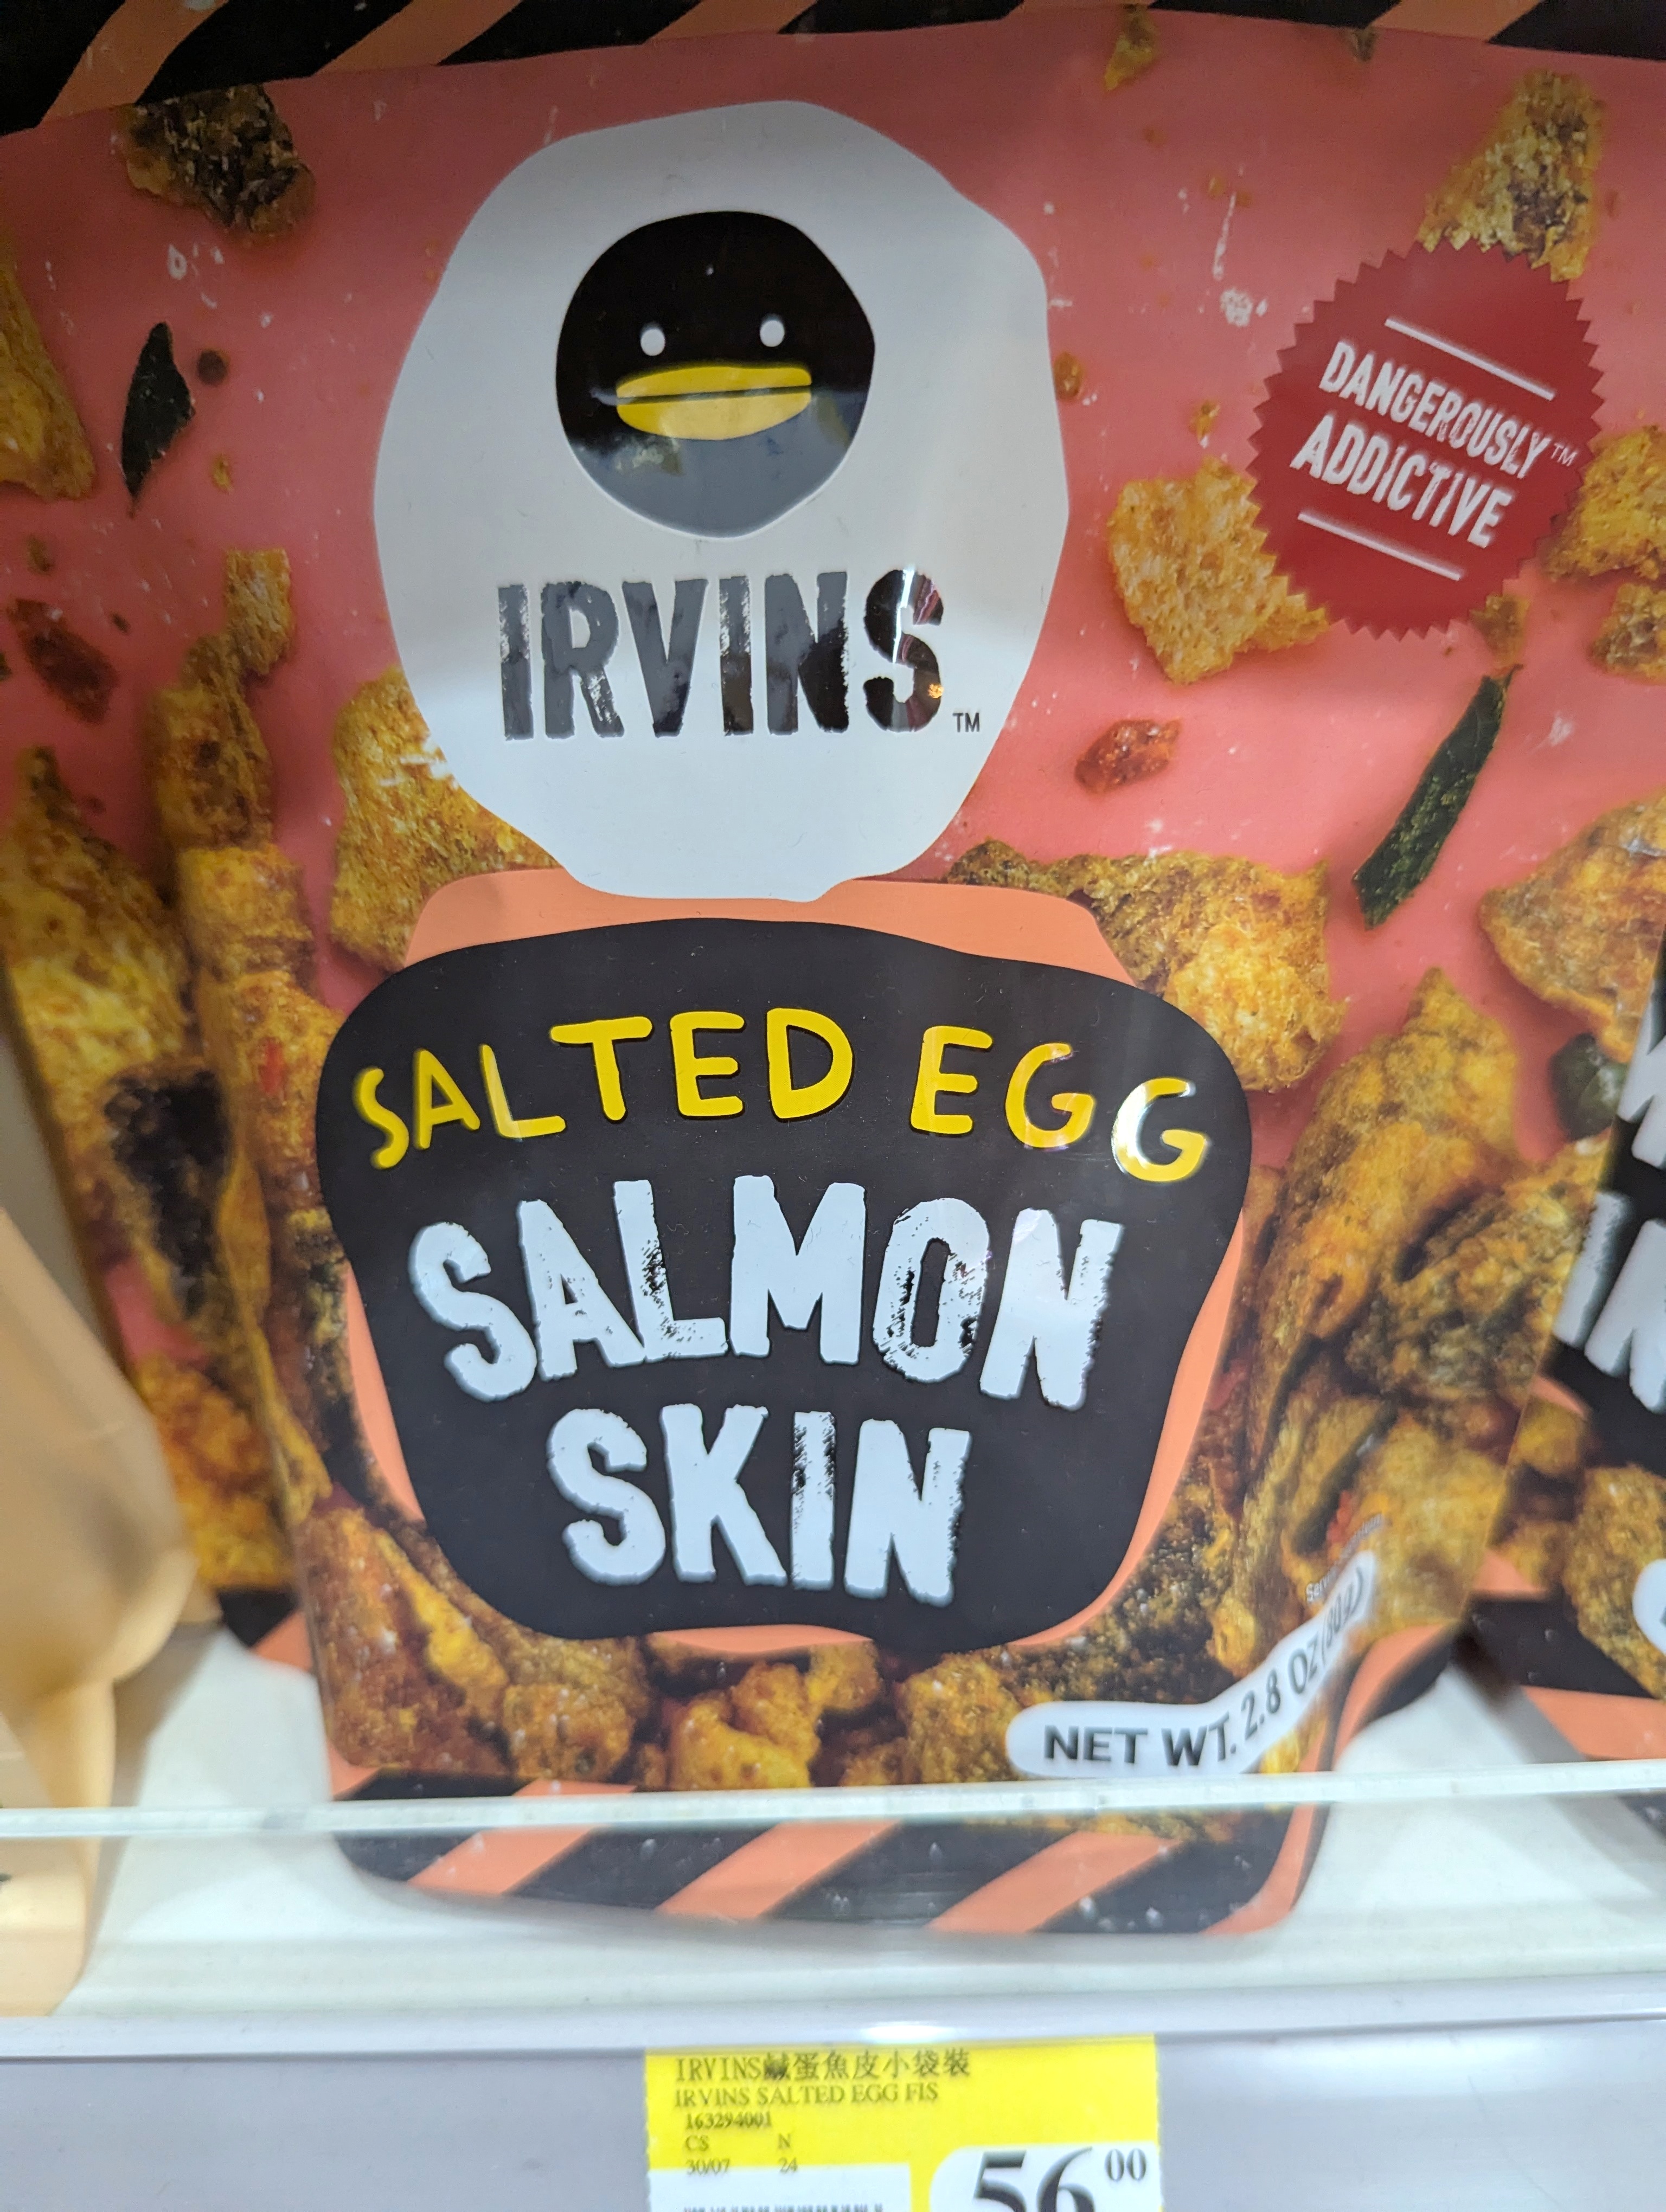 IRVINS™
DANGEROUSLY™
ADDICTIVE
SALTED EGG
SALMON
SKIN
NET WT. 2.8 OZ (80g)
IRVINS鹹蛋魚皮小袋裝
IRVINS SALTED EGG FIS
163294001
CS N
30/07 24
56 00